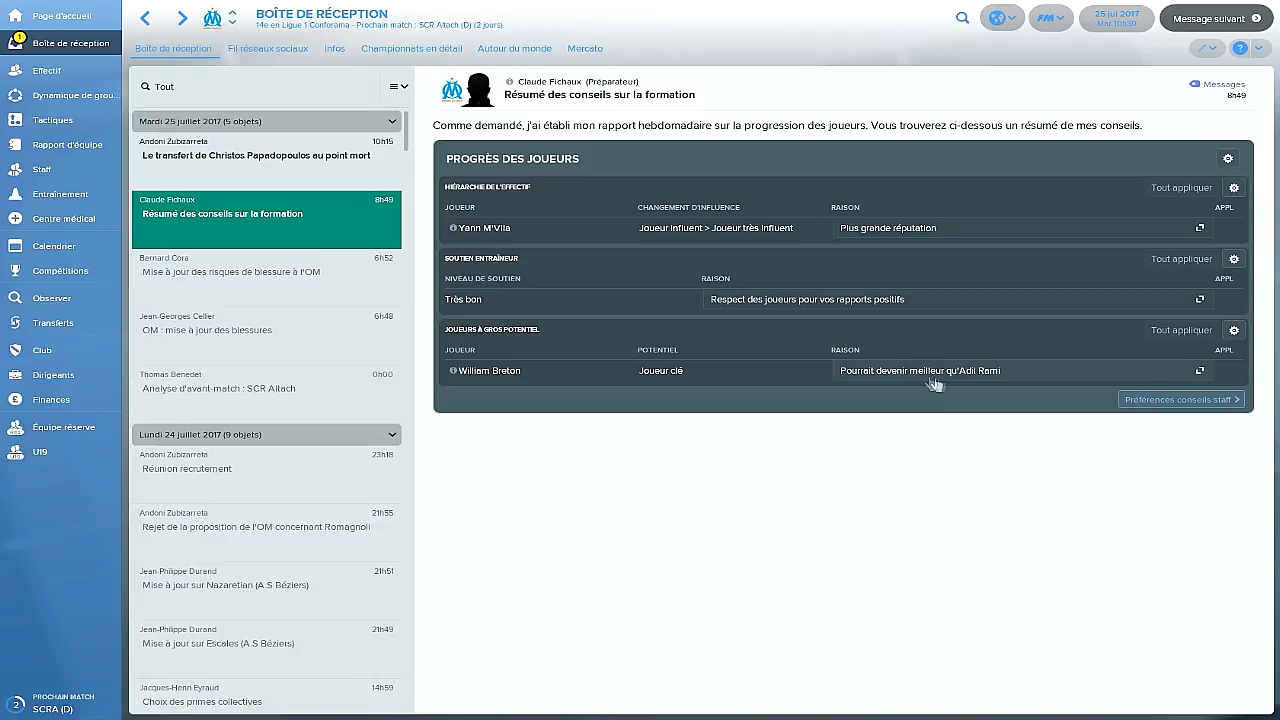 Page d'accueil
1
Boîte de réception
Effectif
Dynamique de grou...
Tactiques
Rapport d'équipe
Staff
Entraînement
Centre médical
Calendrier
Compétitions
Observer
Transferts
Club
Dirigeants
Finances
Équipe réserve
U19
2
PROCHAIN MATCH
SCRA (D)
BOÎTE DE RÉCEPTION
14e en Ligue 1 Conforama - Prochain match : SCR Altach (D) (2 jours)
FM
25 jui 2017
Mar 10h30
Message suivant
Boîte de réception
Fil réseaux sociaux
Infos
Championnats en détail
Autour du monde
Mercato
?
Tout
Mardi 25 juillet 2017 (5 objets)
Andoni Zubizarreta 10h15
Le transfert de Christos Papadopoulos au point mort
Claude Fichaux 8h49
Résumé des conseils sur la formation
Bernard Cora 6h52
Mise à jour des risques de blessure à l'OM
Jean-Georges Cellier 6h48
OM : mise à jour des blessures
Thomas Benedet 0h00
Analyse d'avant-match : SCR Altach
Lundi 24 juillet 2017 (9 objets)
Andoni Zubizarreta 23h18
Réunion recrutement
Andoni Zubizarreta 21h55
Rejet de la proposition de l'OM concernant Romagnoli
Jean-Philippe Durand 21h51
Mise à jour sur Nazaretian (A.S Béziers)
Jean-Philippe Durand 21h49
Mise à jour sur Escales (A.S Béziers)
Jacques-Henri Eyraud 14h59
Choix des primes collectives
Claude Fichaux (Préparateur)
Résumé des conseils sur la formation
Messages
8h49
Comme demandé, j'ai établi mon rapport hebdomadaire sur la progression des joueurs. Vous trouverez ci-dessous un résumé de mes conseils.
PROGRÈS DES JOUEURS
HIÉRARCHIE DE L'EFFECTIF Tout appliquer
JOUEUR CHANGEMENT D'INFLUENCE RAISON APPL
Yann M'Vila Joueur influent > Joueur très influent Plus grande réputation
SOUTIEN ENTRAÎNEUR Tout appliquer
NIVEAU DE SOUTIEN RAISON APPL
Très bon Respect des joueurs pour vos rapports positifs
JOUEURS À GROS POTENTIEL Tout appliquer
JOUEUR POTENTIEL RAISON APPL
William Breton Joueur clé Pourrait devenir meilleur qu'Adil Rami
Préférences conseils staff